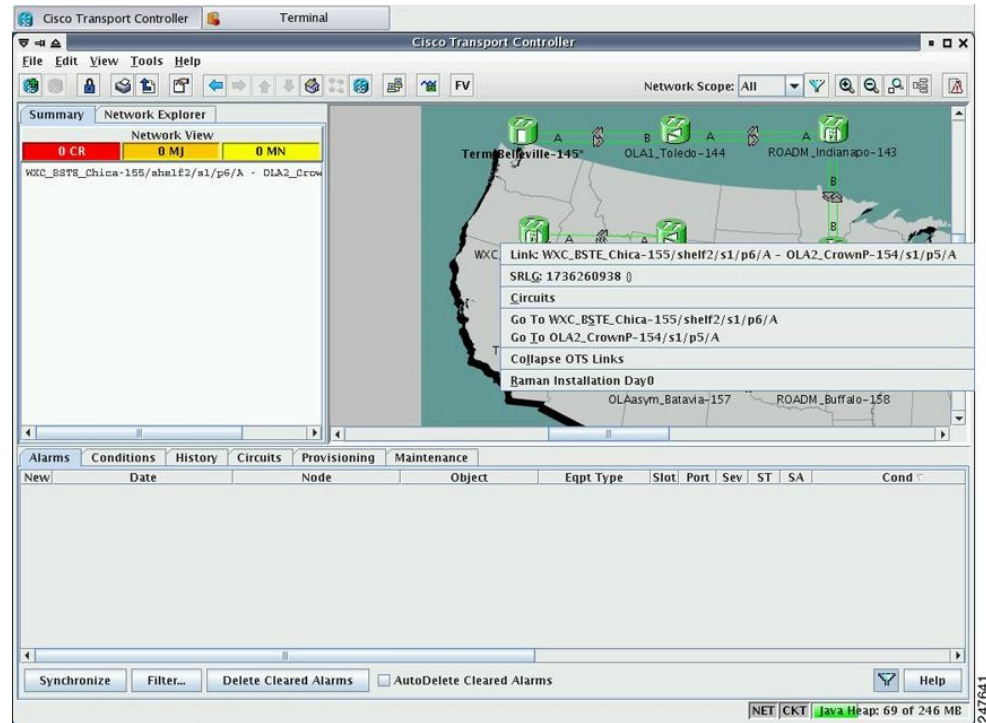 Cisco Transport Controller
Terminal
Cisco Transport Controller
File Edit View Tools Help
FV
Network Scope: All
Summary
Network Explorer
Network View
0 CR
0 MJ
0 MN
WXC_BSTE_Chica-155/shelf2/s1/p6/A - OLA2_Crow
A
B
A
A
Term_Belleville-145*
OLA1_Toledo-144
ROADM_Indianapo-143
B
B
A
A
WXC_
Link: WXC_BSTE_Chica-155/shelf2/s1/p6/A - OLA2_CrownP-154/s1/p5/A
SRLG: 1736260938 ()
Circuits
Go To WXC_BSTE_Chica-155/shelf2/s1/p6/A
Go To OLA2_CrownP-154/s1/p5/A
Collapse OTS Links
Raman Installation Day0
T
OLAasym_Batavia-157
ROADM_Buffalo-158
Alarms
Conditions
History
Circuits
Provisioning
Maintenance
New
Date
Node
Object
Eqpt Type
Slot
Port
Sev
ST
SA
Cond
Synchronize
Filter...
Delete Cleared Alarms
AutoDelete Cleared Alarms
Help
NET
CKT
Java Heap: 69 of 246 MB
247641